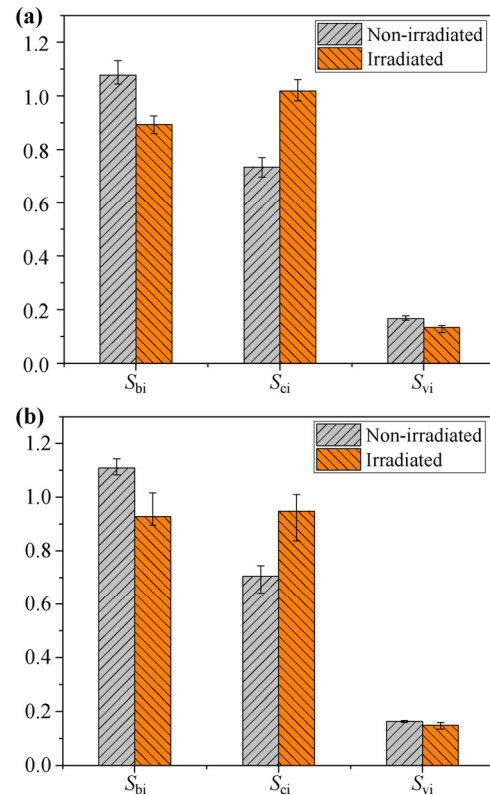 (a)
Non-irradiated
Irradiated
1.2
1.0
0.8
0.6
0.4
0.2
0.0
Sbi Sci Svi
(b)
Non-irradiated
Irradiated
1.2
1.0
0.8
0.6
0.4
0.2
0.0
Sbi Sci Svi